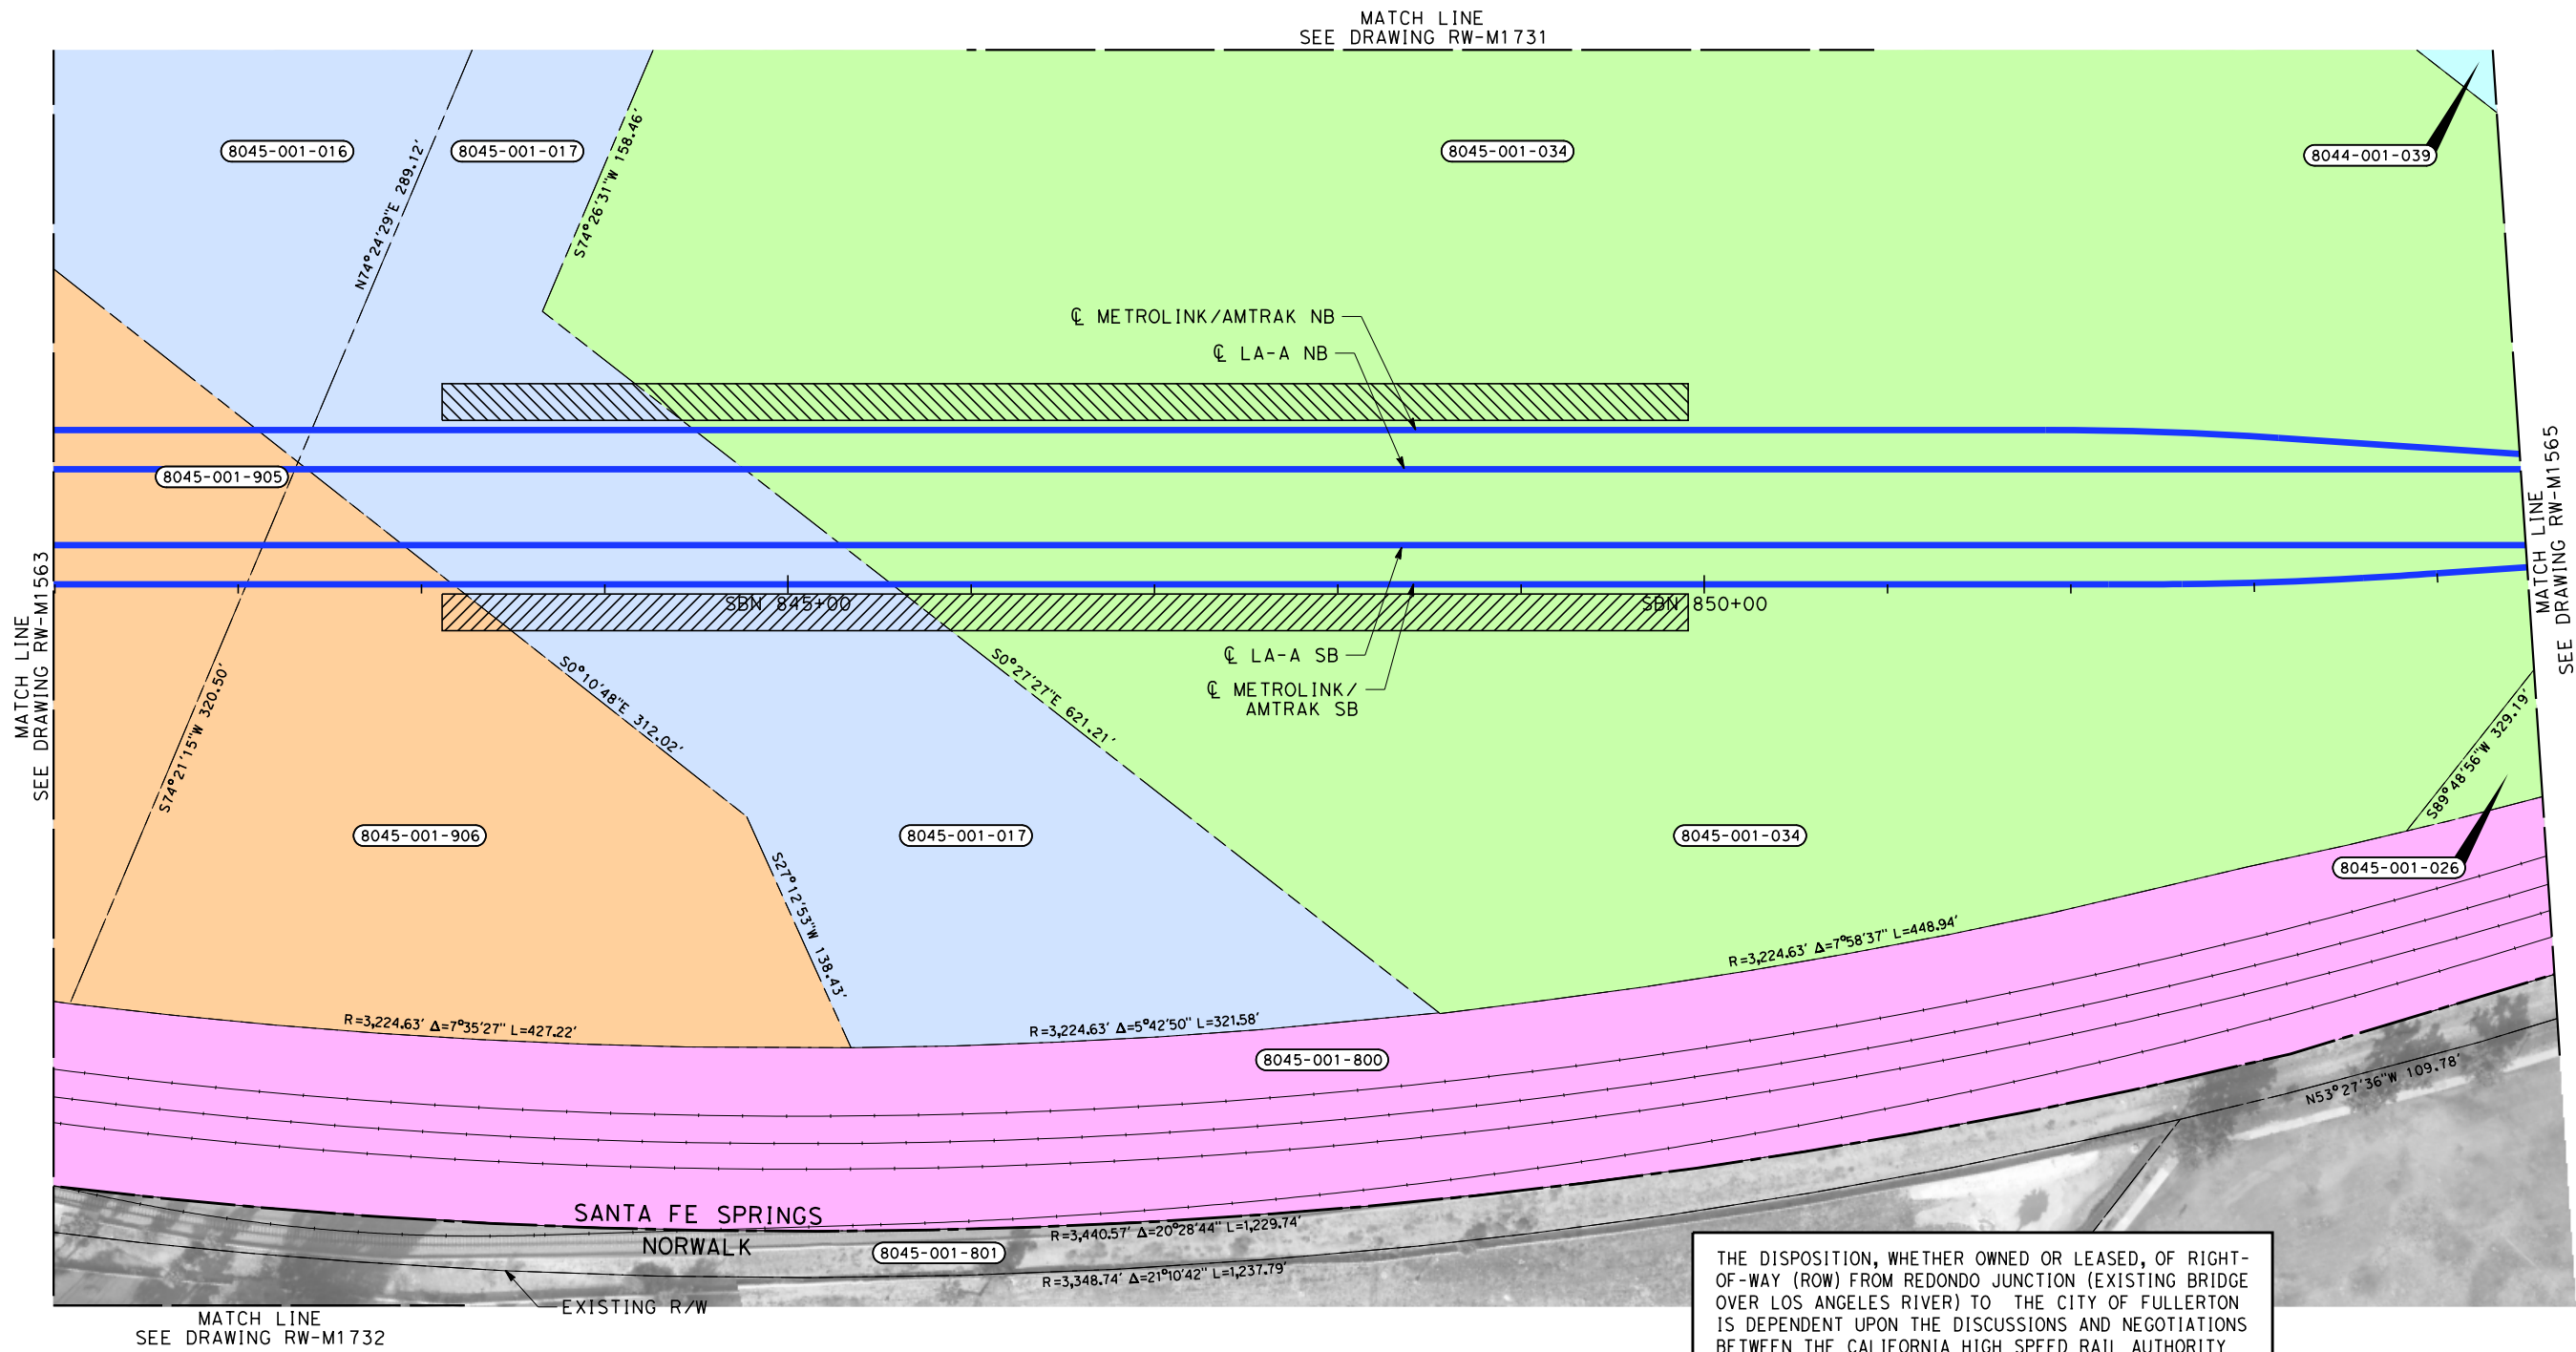 MATCH LINE
SEE DRAWING RW-M1731
8045-001-016
8045-001-017
8045-001-034
8044-001-039
N74°24'29"E 289.12'
S74°26'31"W 158.46'
℄ METROLINK/AMTRAK NB
℄ LA-A NB
8045-001-905
MATCH LINE
SEE DRAWING RW-M1563
MATCH LINE
SEE DRAWING RW-M1565
SBN 845+00
SBN 850+00
℄ LA-A SB
℄ METROLINK/
AMTRAK SB
S74°21'15"W 320.50'
S0°10'48"E 312.02'
S0°27'27"E 621.21'
S89°48'56"W 329.19'
8045-001-906
8045-001-017
8045-001-034
8045-001-026
S27°12'53"W 138.43'
R=3,224.63' Δ=7°58'37" L=448.94'
R=3,224.63' Δ=7°35'27" L=427.22'
R=3,224.63' Δ=5°42'50" L=321.58'
8045-001-800
N53°27'36"W 109.78'
SANTA FE SPRINGS
NORWALK
8045-001-801
R=3,440.57' Δ=20°28'44" L=1,229.74'
R=3,348.74' Δ=21°10'42" L=1,237.79'
EXISTING R/W
MATCH LINE
SEE DRAWING RW-M1732
THE DISPOSITION, WHETHER OWNED OR LEASED, OF RIGHT-
OF-WAY (ROW) FROM REDONDO JUNCTION (EXISTING BRIDGE
OVER LOS ANGELES RIVER) TO THE CITY OF FULLERTON
IS DEPENDENT UPON THE DISCUSSIONS AND NEGOTIATIONS
BETWEEN THE CALIFORNIA HIGH SPEED RAIL AUTHORITY